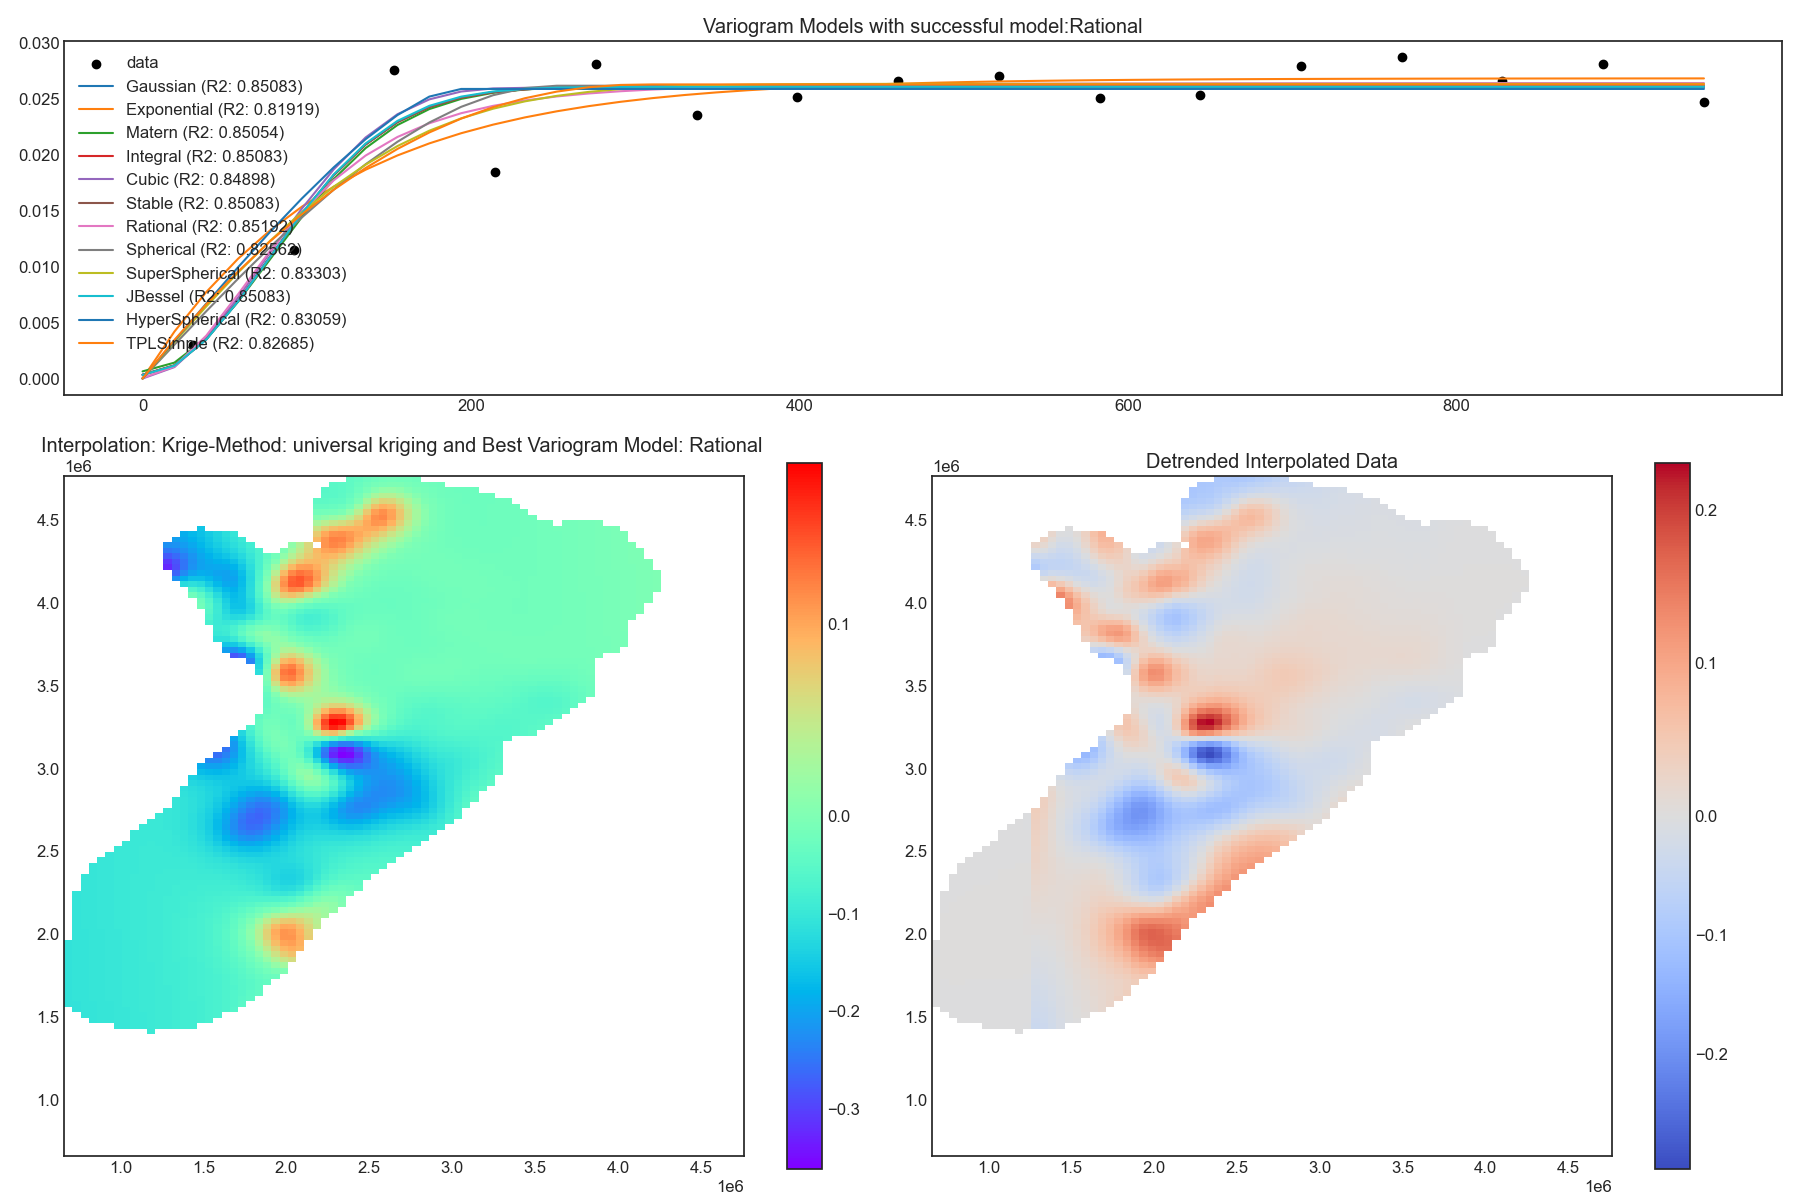 Variogram Models with successful model:Rational
0.030
0.025
0.020
0.015
0.010
0.005
0.000
data
Gaussian (R2: 0.85083)
Exponential (R2: 0.81919)
Matern (R2: 0.85054)
Integral (R2: 0.85083)
Cubic (R2: 0.84898)
Stable (R2: 0.85083)
Rational (R2: 0.85192)
Spherical (R2: 0.82562)
SuperSpherical (R2: 0.83303)
JBessel (R2: 0.85083)
HyperSpherical (R2: 0.83059)
TPLSimple (R2: 0.82685)
0 200 400 600 800
Interpolation: Krige-Method: universal kriging and Best Variogram Model: Rational
1e6
4.5
4.0
3.5
3.0
2.5
2.0
1.5
1.0
1.0 1.5 2.0 2.5 3.0 3.5 4.0 4.5
1e6
0.1
0.0
−0.1
−0.2
−0.3
Detrended Interpolated Data
1e6
4.5
4.0
3.5
3.0
2.5
2.0
1.5
1.0
1.0 1.5 2.0 2.5 3.0 3.5 4.0 4.5
1e6
0.2
0.1
0.0
−0.1
−0.2